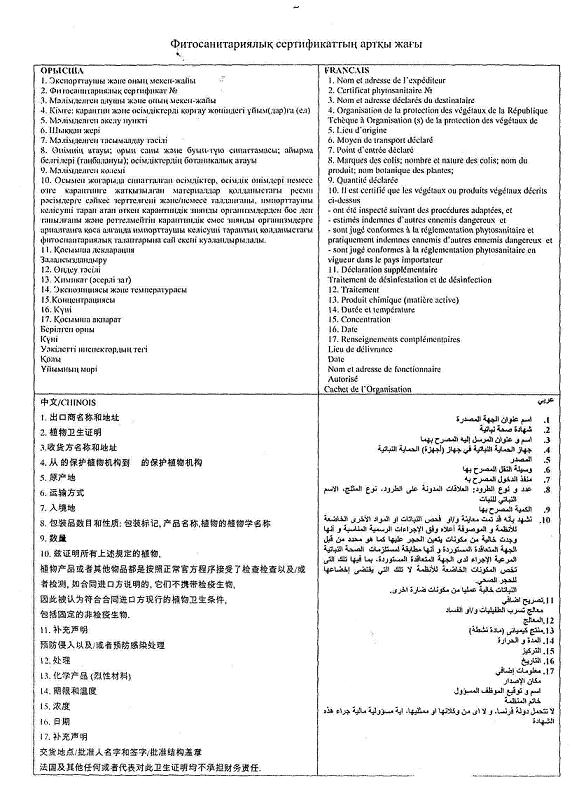 Фитосанитариялық сертификаттың артқы жағы
ОРЫСША
1. Экспорттаушы және оның мекен-жайы
2. Фитосанитариялық сертификат №
3. Мәлімделген алушы және оның мекен-жайы
4. Кімге: карантин және өсімдіктерді қорғау жөніндегі ұйым(дар)ға (ел)
5. Мәлімделген әкелу пункті
6. Шыққан жері
7. Мәлімделген тасымалдау тәсілі
8. Өнімнің атауы; орын саны және буып-түю сипаттамасы; айырма
белгілері (таңбалануы); өсімдіктердің ботаникалық атауы
9. Мәлімделген көлемі
10. Осымен жоғарыда сипатталған өсімдіктер, өсімдік өнімдері немесе
өзге карантинге жатқызылған материалдар қолданыстағы ресми
рәсімдерге сәйкес зерттелгені және/немесе талданғаны, импорттаушы
келісуші тарап атап өткен карантиндік зиянды организмдерден бос деп
танылғаны және реттелмейтін карантиндік емес зиянды организмдерге
арналғанға қоса алғанда импорттаушы келісуші тараптың қолданыстағы
фитосанитариялық талаптарына сай екені куәландырылады.
11. Қосымша декларация
Залалсыздандыру
12. Өңдеу тәсілі
13. Химикат (әсерлі зат)
14. Экспозициясы және температурасы
15.Концентрациясы
16. Күні
17. Қосымша ақпарат
Берілген орны
Күні
Уәкілетті инспектордың тегі
Қолы
Ұйымның мөрі
FRANCAIS
1. Nom et adresse de l'expéditeur
2. Certificat phytosanitaire №
3. Nom et adresse déclarés du destinataire
4. Organisation de la protection des végétaux de la République
Tchèque à Organisation (s) de la protection des végétaux de
5. Lieu d'origine
6. Moyen de transport déclaré
7. Point d'entrée déclaré
8. Marques des colis; nombre et nature des colis; nom du
produit; nom botanique des plantes;
9. Quantité déclarée
10. Il est certifié que les végétaux ou produits végétaux décrits
ci-dessus
- ont été inspecté suivant des procédures adaptées, et
- estimés indemnes d'autres ennemis dangereux et
- sont jugé conformes à la réglementation phytosanitaire et
pratiquement indemnes ennemis d'autres ennemis dangereux et
- sont jugé conformes à la réglementation phytosanitaire en
vigueur dans le pays importateur
11. Déclaration supplémentaire
Traitement de désinfestation et de désinfection
12. Traitement
13. Produit chimique (matière active)
14. Durée et température
15. Concentration
16. Date
17. Renseignements complémentaires
Lieu de délivrance
Date
Nom et adresse de fonctionnaire
Autorisé
Cachet de l'Organisation
中文/CHINOIS
1. 出口商名称和地址
2. 植物卫生证明
3.收货方名称和地址
4. 从 的保护植物机构到 的保护植物机构
5. 原产地
6. 运输方式
7. 入境地
8. 包装品数目和性质: 包装标记,产品名称,植物的植物学名称
9. 数量
10. 兹证明所有上述规定的植物,
植物产品或者其他物品都是按照正常官方程序接受了检查检查以及/或
者检测, 如合同进口方说明的, 它们不携带检疫生物,
因此被认为符合合同进口方现行的植物卫生条件,
包括固定的非检疫生物.
11. 补充声明
预防侵入以及/或者预防感染处理
12. 处理
13. 化学产品 (烈性材料)
14. 期限和温度
15. 浓度
16. 日期
17. 补充声明
交货地点/批准人名字和签字/批准结构盖章
法国及其他任何或者代表对此卫生证明均不承担财务责任.
عربي
1. اسم عنوان الجهة المصدرة
2. شهادة صحة نباتية
3. اسم و عنوان المرسل إليه المصرح بهما
4. جهاز الحماية النباتية في جهاز (أجهزة) الحماية النباتية
5. المصدر
6. وسيلة النقل المصرح بها
7. منفذ الدخول المصرح به
8. عدد و نوع الطرود: العلاقات المدونة على الطرود، نوع المنتج، الاسم
النباتي للنبات
9. الكمية المصرح بها
10. نشهد بأنه قد تمت معاينة و/او فحص النباتات او المواد الأخرى الخاضعة
للأنظمة و الموصوفة أعلاه وفق الإجراءات الرسمية المناسبة و أنها
وجدت خالية من مكونات يتعين الحجر عليها كما هو محدد من قبل
الجهة المتعاقدة المستوردة و أنها مطابقة لمستلزمات الصحة النباتية
المرعية الإجراء لدى الجهة المتعاقدة المستوردة، بما فيها تلك التى
تخص المكونات الخاضعة للأنظمة لا تلك التي يقتضى إخضاعها
للحجر الصحي.
النباتات خالية عمليا من مكونات ضارة اخرى.
11.تصريح اضافي
معالج تسرب الطفيليات و/او الفساد
12.المعالج
13.منتج كيميائى (مادة نشطة)
14. المدة و الحرارة
15. التركيز
16. التاريخ
17. معلومات إضافي
مكان الإصدار
اسم و توقيع الموظف المسؤول
خاتم المنظمة
لا تتحمل دولة فرنسا، و لا اى من وكلائها او ممثليها، اية مسؤولية مالية جراء هذه
الشهادة